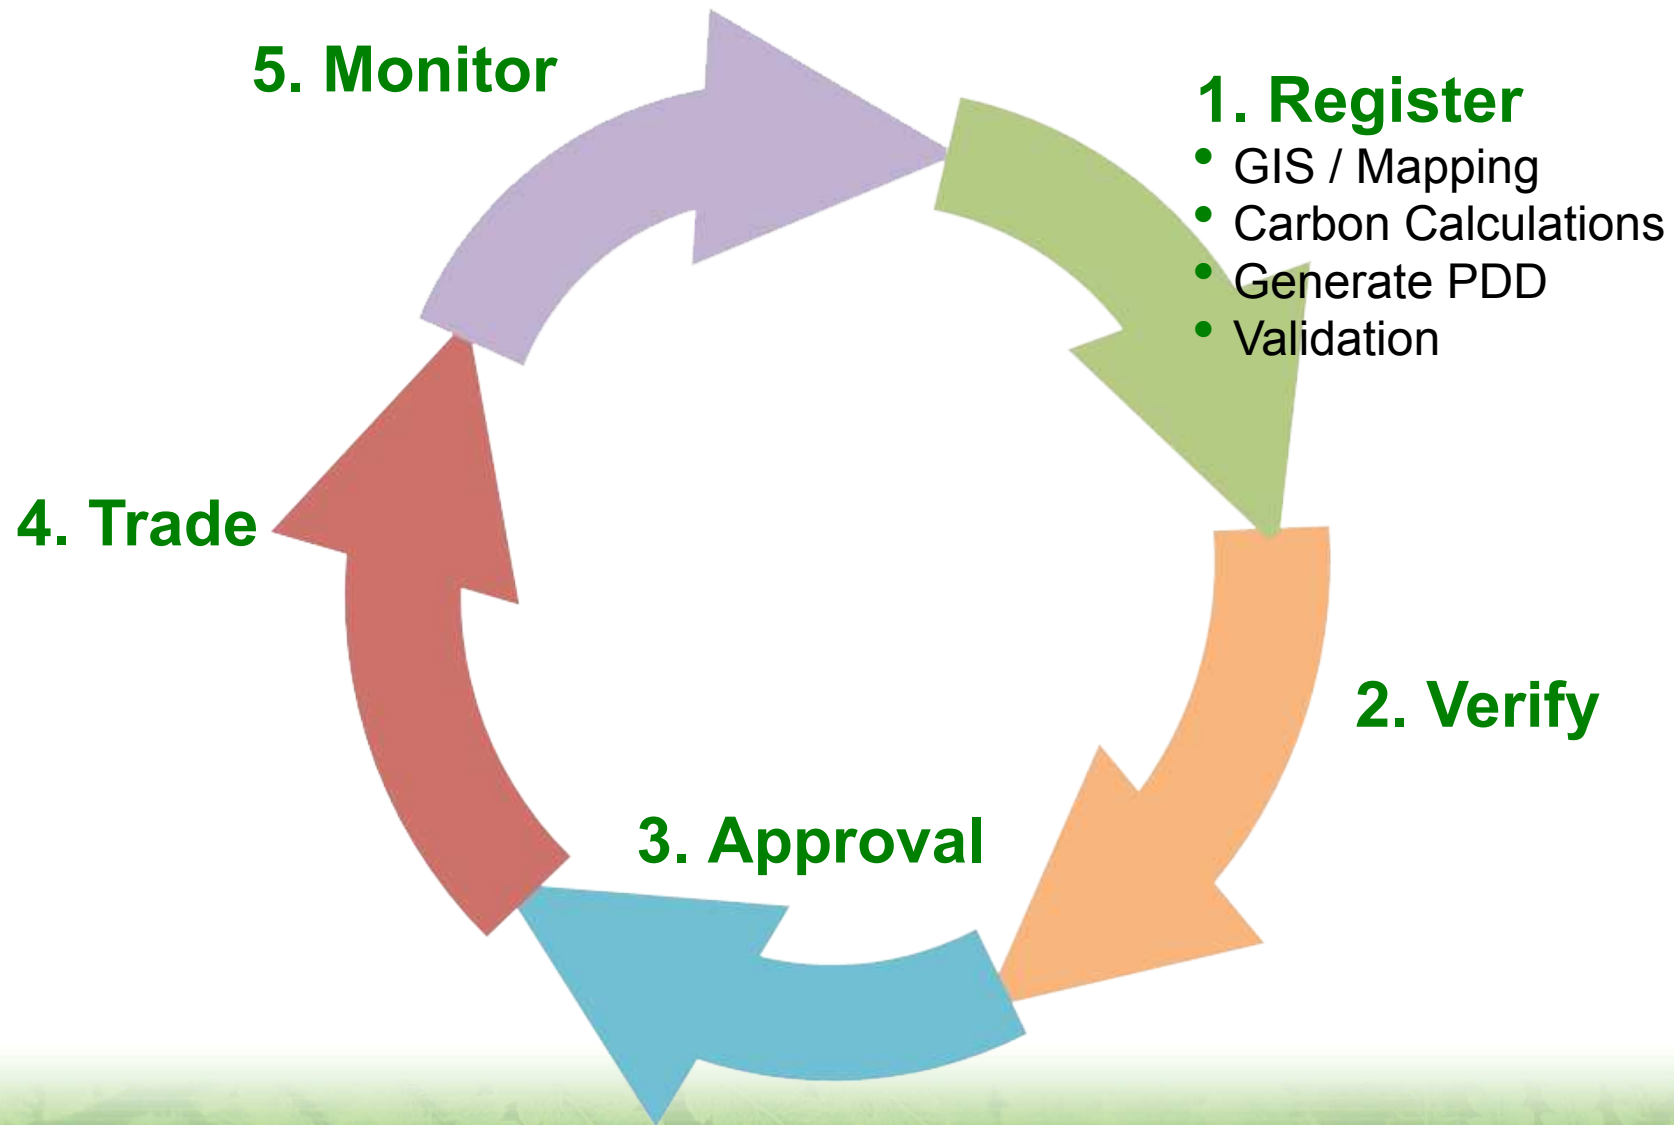 5. Monitor
1. Register
• GIS / Mapping
• Carbon Calculations
• Generate PDD
• Validation
4. Trade
2. Verify
3. Approval